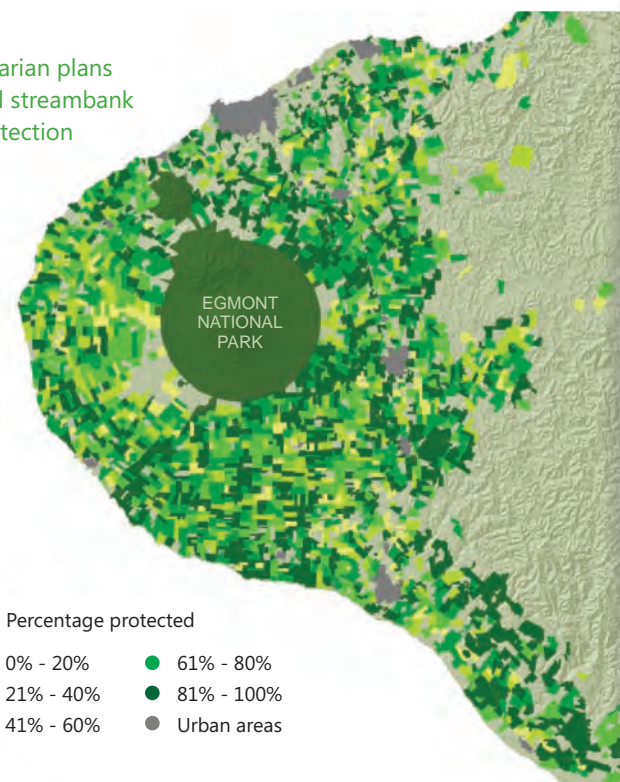 arian plans
streambank
tection
EGMONT
NATIONAL
PARK
Percentage protected
0% - 20%
21% - 40%
41% - 60%
61% - 80%
81% - 100%
Urban areas